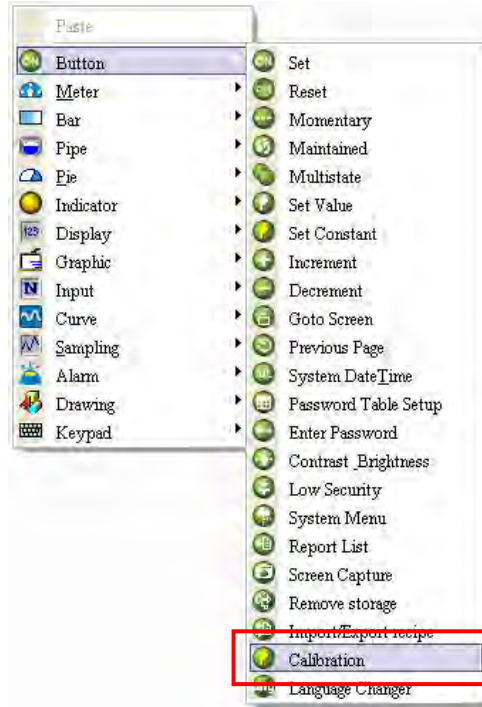 Paste
Button
Meter
Bar
Pipe
Pie
Indicator
Display
Graphic
Input
Curve
Sampling
Alarm
Drawing
Keypad
Set
Reset
Momentary
Maintained
Multistate
Set Value
Set Constant
Increment
Decrement
Goto Screen
Previous Page
System DateTime
Password Table Setup
Enter Password
Contrast_Brightness
Low Security
System Menu
Report List
Screen Capture
Remove storage
Import/Export recipe
Calibration
Language Changer